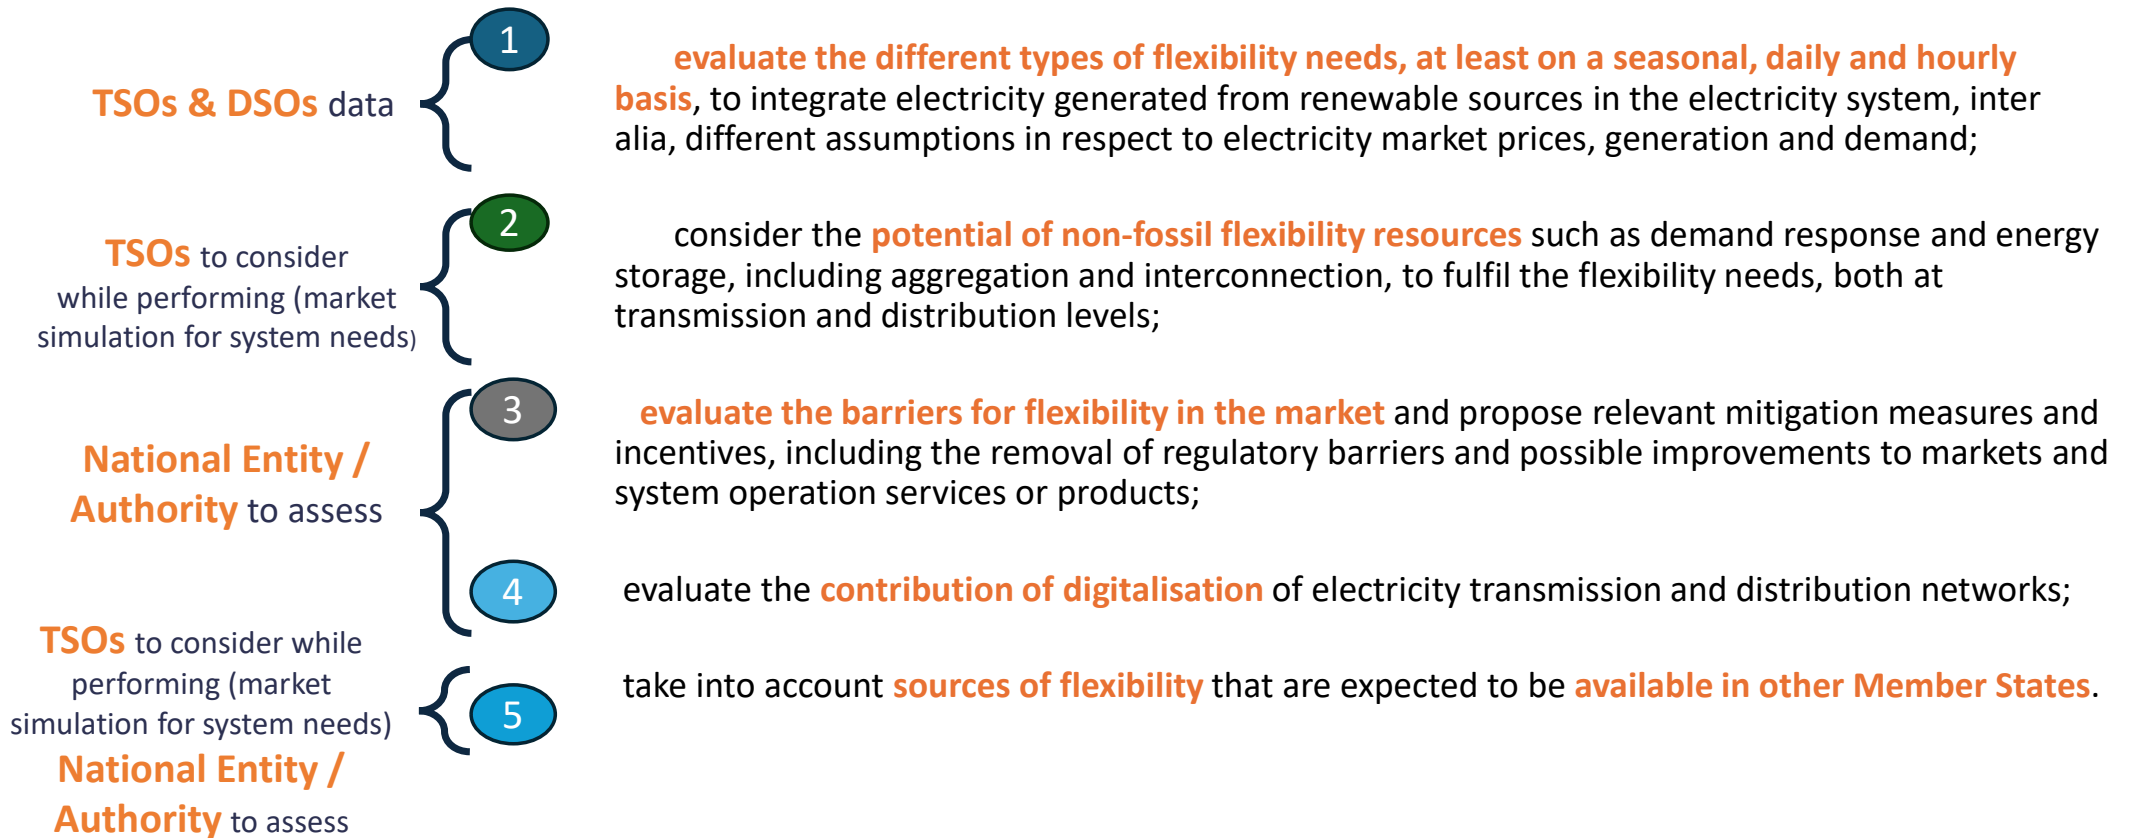 TSOs & DSOs data
1
evaluate the different types of flexibility needs, at least on a seasonal, daily and hourly
basis, to integrate electricity generated from renewable sources in the electricity system, inter
alia, different assumptions in respect to electricity market prices, generation and demand;
TSOs to consider
while performing (market
simulation for system needs)
2
consider the potential of non-fossil flexibility resources such as demand response and energy
storage, including aggregation and interconnection, to fulfil the flexibility needs, both at
transmission and distribution levels;
National Entity /
Authority to assess
3
evaluate the barriers for flexibility in the market and propose relevant mitigation measures and
incentives, including the removal of regulatory barriers and possible improvements to markets and
system operation services or products;
4
evaluate the contribution of digitalisation of electricity transmission and distribution networks;
TSOs to consider while
performing (market
simulation for system needs)
National Entity /
Authority to assess
5
take into account sources of flexibility that are expected to be available in other Member States.